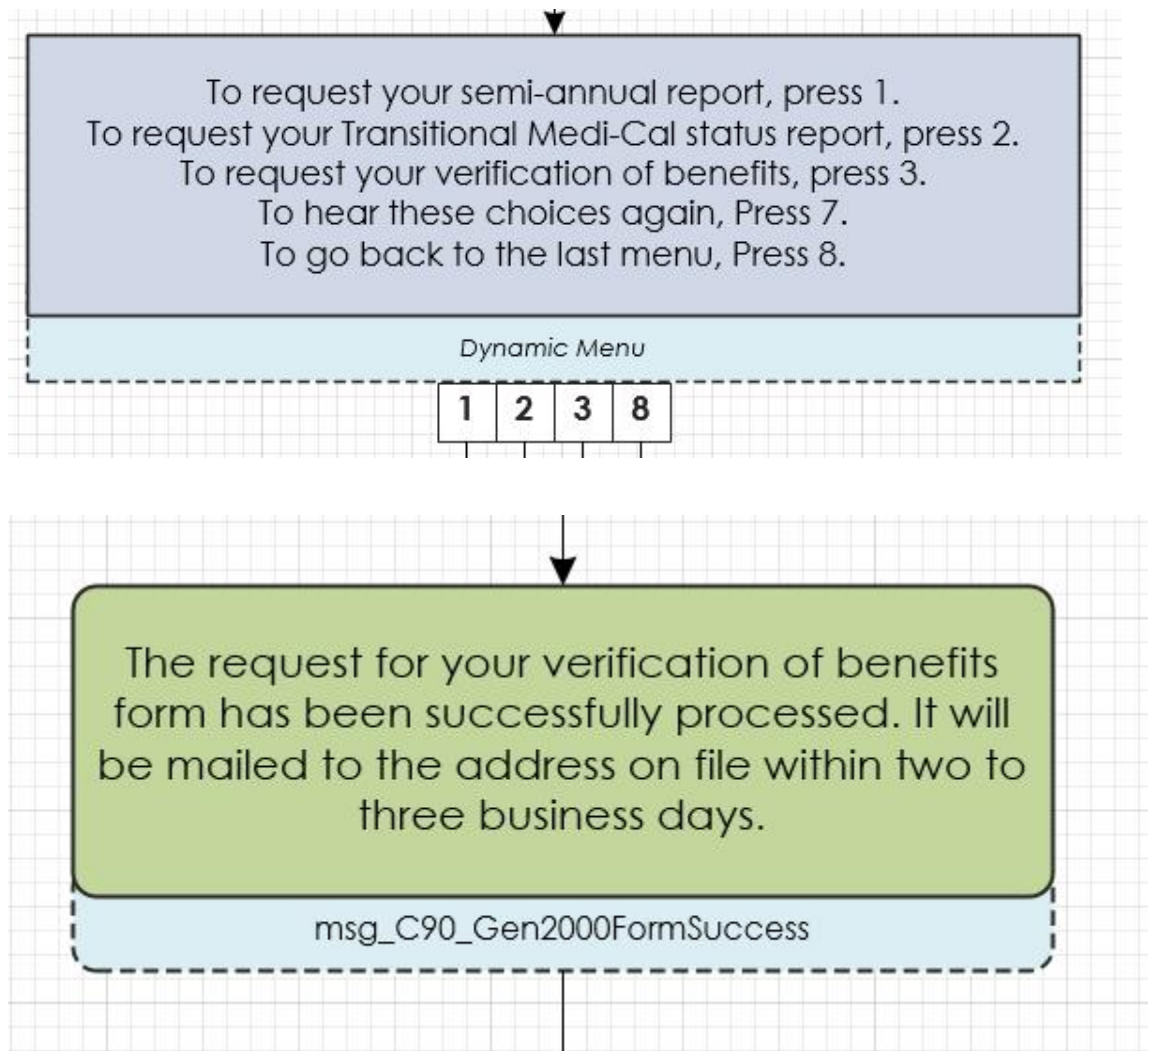 To request your semi-annual report, press 1.
To request your Transitional Medi-Cal status report, press 2.
To request your verification of benefits, press 3.
To hear these choices again, Press 7.
To go back to the last menu, Press 8.
Dynamic Menu
1 2 3 8
The request for your verification of benefits
form has been successfully processed. It will
be mailed to the address on file within two to
three business days.
msg_C90_Gen2000FormSuccess